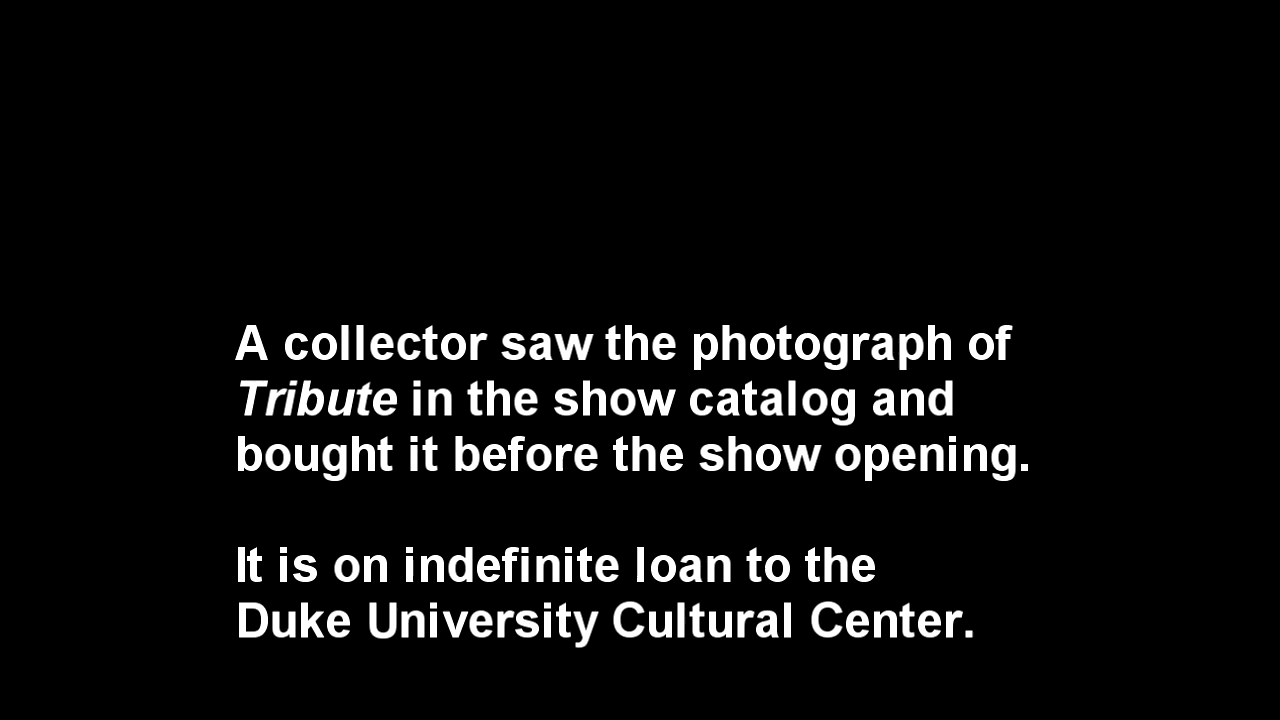 A collector saw the photograph of
Tribute in the show catalog and
bought it before the show opening.
It is on indefinite loan to the
Duke University Cultural Center.